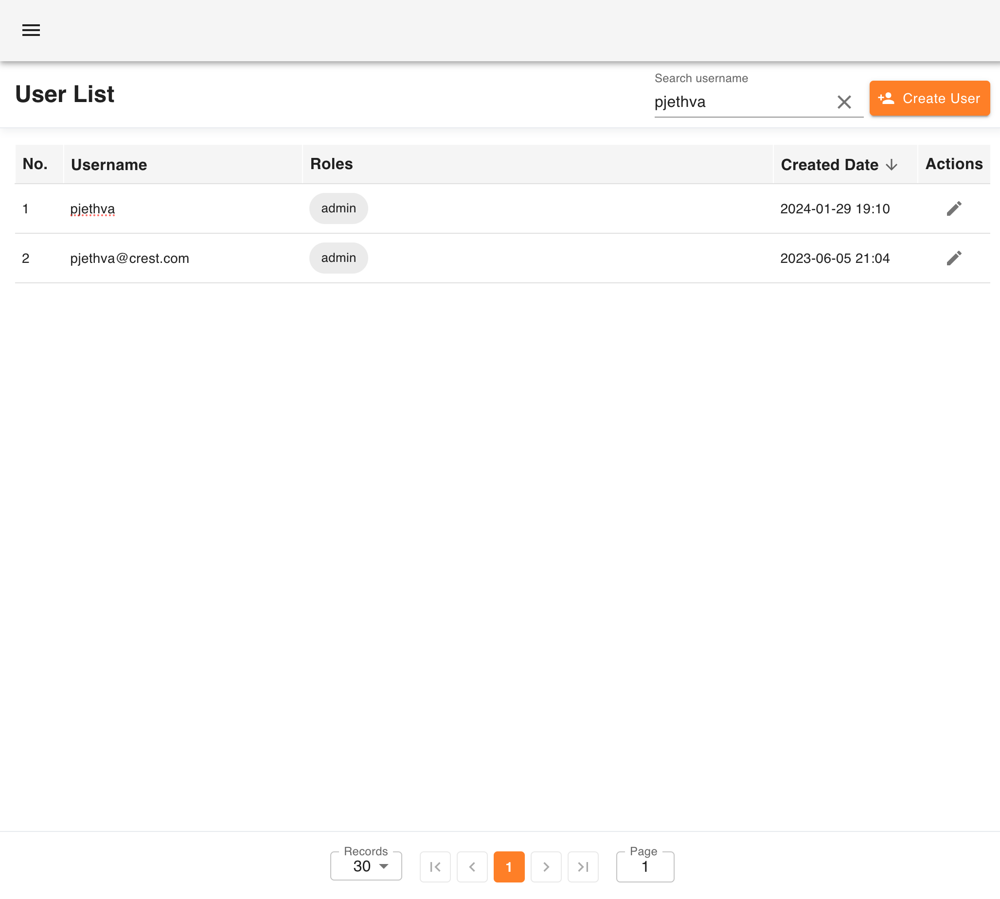 User List
Search username
pjethva
Create User
No. Username Roles Created Date Actions
1 pjethva admin 2024-01-29 19:10
2 pjethva@crest.com admin 2023-06-05 21:04
Records
30
1
Page
1